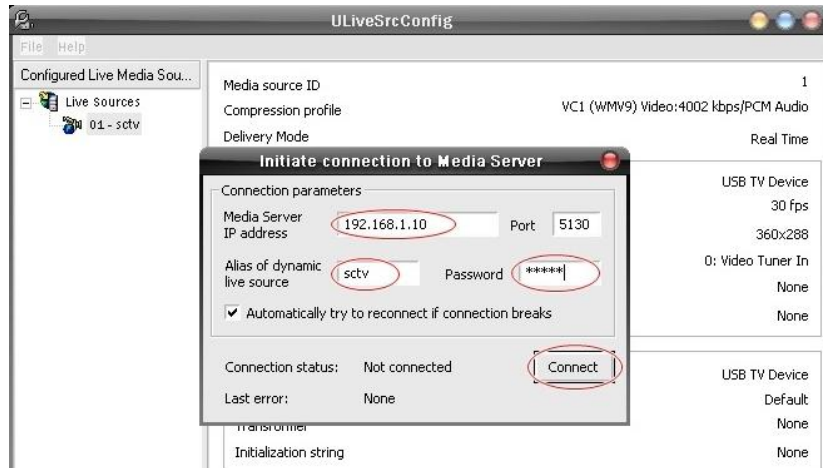 ULiveSrcConfig
File Help
Configured Live Media Sou...
Live Sources
01 - sctv
Media source ID 1
Compression profile VC1 (WMV9) Video:4002 kbps/PCM Audio
Delivery Mode Real Time
Initiate connection to Media Server
Connection parameters
Media Server IP address 192.168.1.10 Port 5130
Alias of dynamic live source sctv Password *****
Automatically try to reconnect if connection breaks
Connection status: Not connected Connect
Last error: None
USB TV Device
30 fps
360x288
0: Video Tuner In
None
None
USB TV Device
Default
Transformer None
Initialization string None